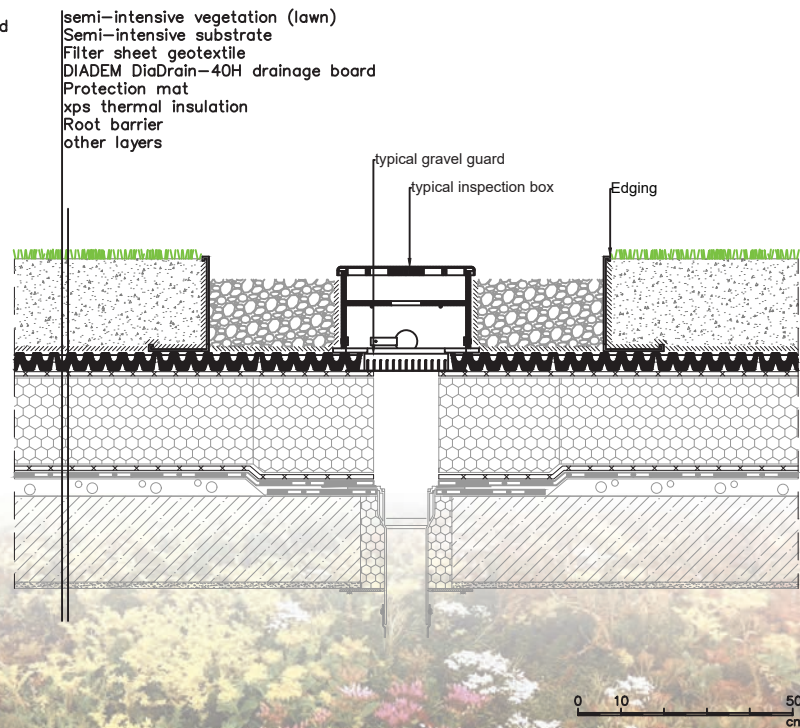 d
semi-intensive vegetation (lawn)
Semi-intensive substrate
Filter sheet geotextile
DIADEM DiaDrain-40H drainage board
Protection mat
xps thermal insulation
Root barrier
other layers
typical gravel guard
typical inspection box
Edging
0 10 50
cm